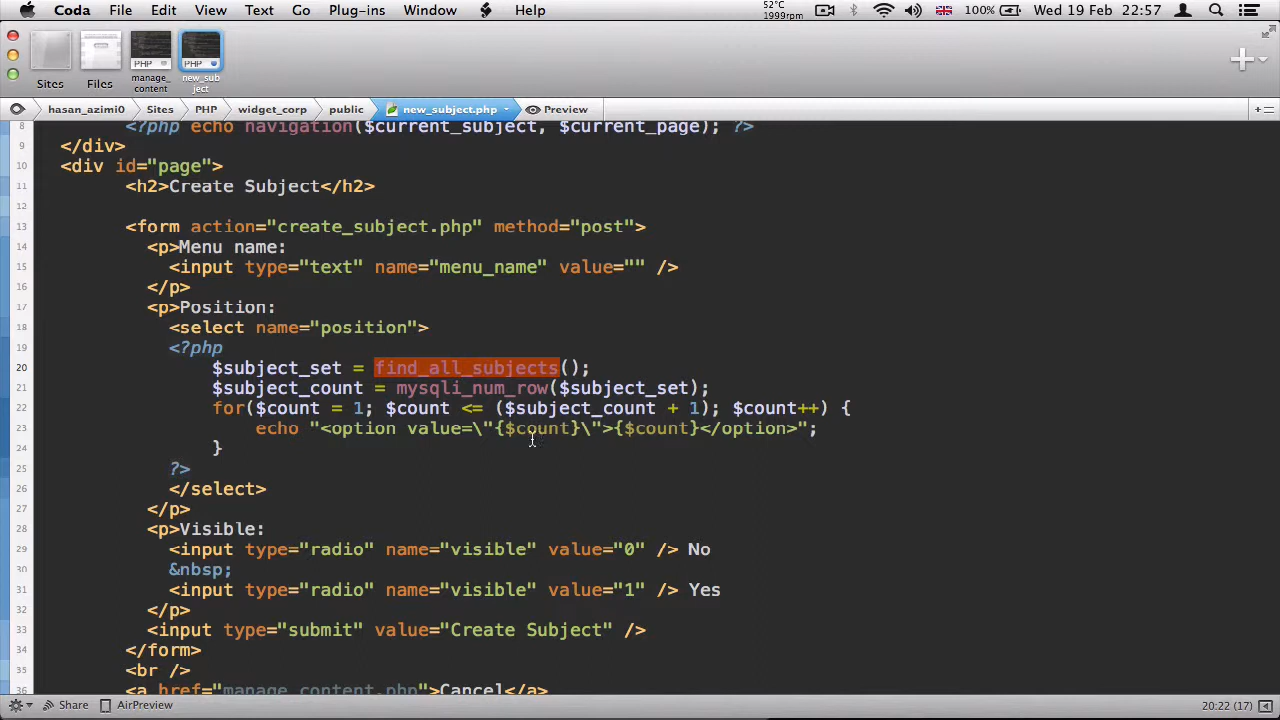 Coda File Edit View Text Go Plug-ins Window Help 52°C 1999rpm 100% Wed 19 Feb 22:57
PHP PHP
Sites Files manage_content new_subject
hasan_azimi0 Sites PHP widget_corp public new_subject.php Preview
8 <?php echo navigation($current_subject, $current_page); ?>
9 </div>
10 <div id="page">
11 <h2>Create Subject</h2>
12
13 <form action="create_subject.php" method="post">
14 <p>Menu name:
15 <input type="text" name="menu_name" value="" />
16 </p>
17 <p>Position:
18 <select name="position">
19 <?php
20 $subject_set = find_all_subjects();
21 $subject_count = mysqli_num_row($subject_set);
22 for($count = 1; $count <= ($subject_count + 1); $count++) {
23 echo "<option value=\"{$count}\">{$count}</option>";
24 }
25 ?>
26 </select>
27 </p>
28 <p>Visible:
29 <input type="radio" name="visible" value="0" /> No
30 &nbsp;
31 <input type="radio" name="visible" value="1" /> Yes
32 </p>
33 <input type="submit" value="Create Subject" />
34 </form>
35 <br />
36 <a href="manage_content.php">Cancel</a>
Share AirPreview 20:22 (17)